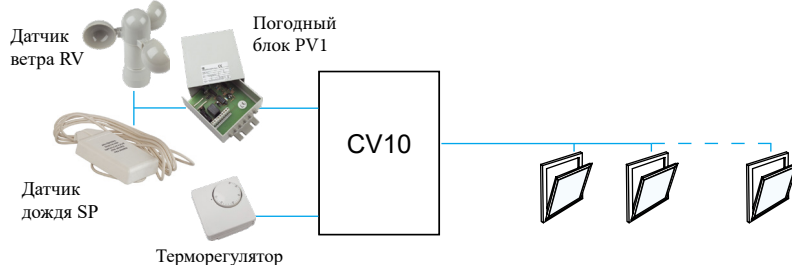 Датчик
ветра RV
Погодный
блок PV1
CV10
Датчик
дождя SP
Терморегулятор